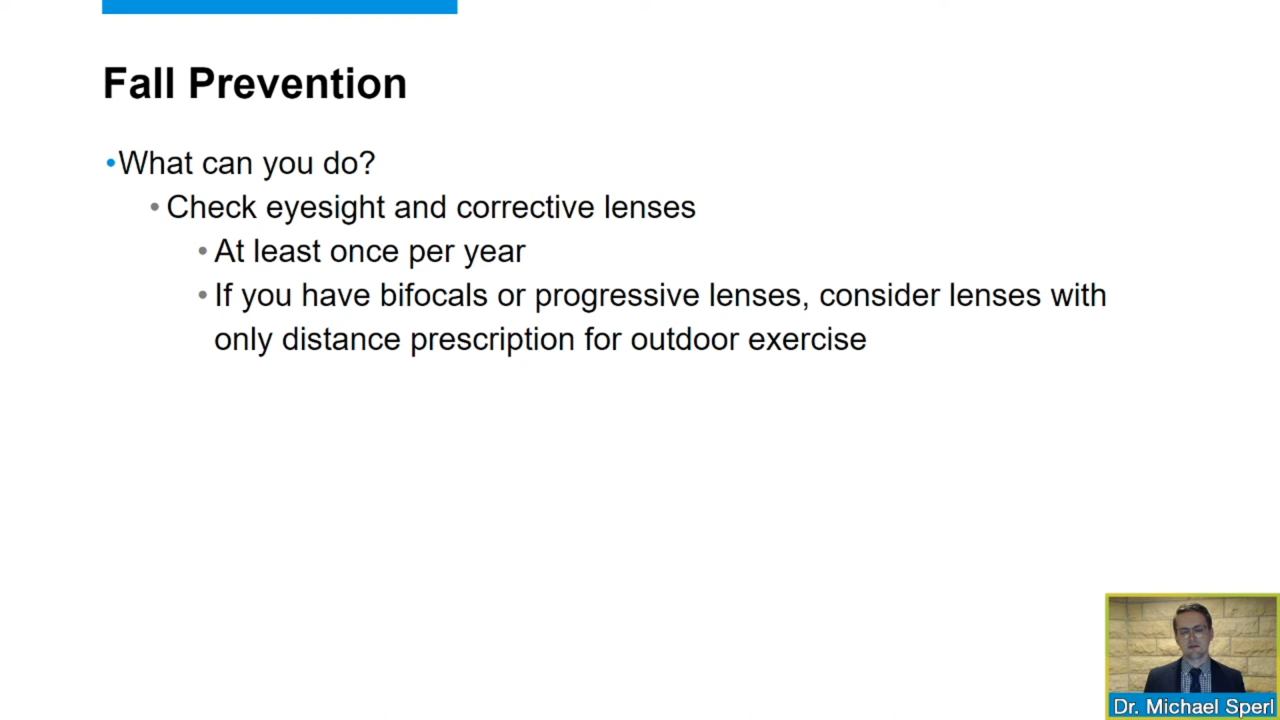 Fall Prevention
•What can you do?
• Check eyesight and corrective lenses
• At least once per year
• If you have bifocals or progressive lenses, consider lenses with
only distance prescription for outdoor exercise
Dr. Michael Sperl